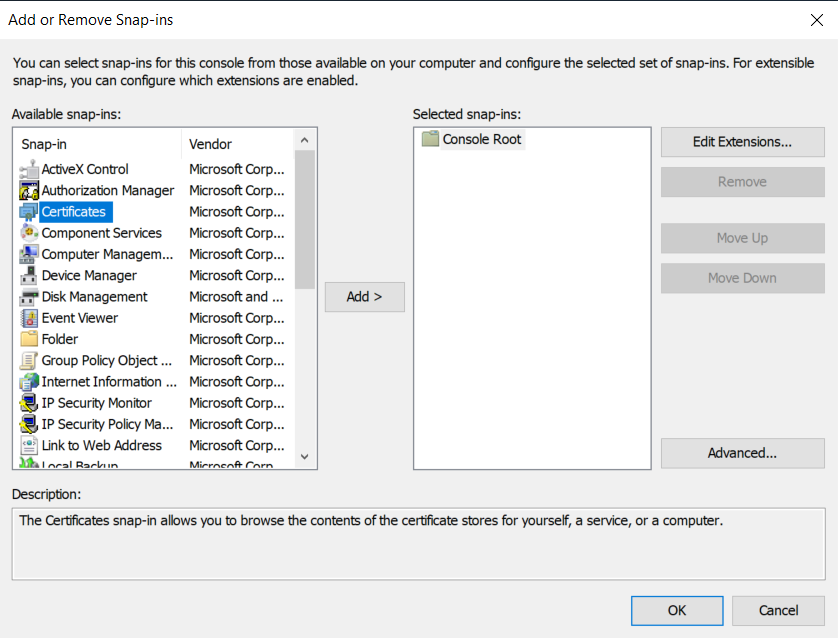 Add or Remove Snap-ins
You can select snap-ins for this console from those available on your computer and configure the selected set of snap-ins. For extensible
snap-ins, you can configure which extensions are enabled.
Available snap-ins:
Snap-in Vendor
ActiveX Control Microsoft Corp...
Authorization Manager Microsoft Corp...
Certificates Microsoft Corp...
Component Services Microsoft Corp...
Computer Managem... Microsoft Corp...
Device Manager Microsoft Corp...
Disk Management Microsoft and ...
Event Viewer Microsoft Corp...
Folder Microsoft Corp...
Group Policy Object ... Microsoft Corp...
Internet Information ... Microsoft Corp...
IP Security Monitor Microsoft Corp...
IP Security Policy Ma... Microsoft Corp...
Link to Web Address Microsoft Corp...
Local Backup Microsoft Corp
Add >
Selected snap-ins:
Console Root
Edit Extensions...
Remove
Move Up
Move Down
Advanced...
Description:
The Certificates snap-in allows you to browse the contents of the certificate stores for yourself, a service, or a computer.
OK
Cancel